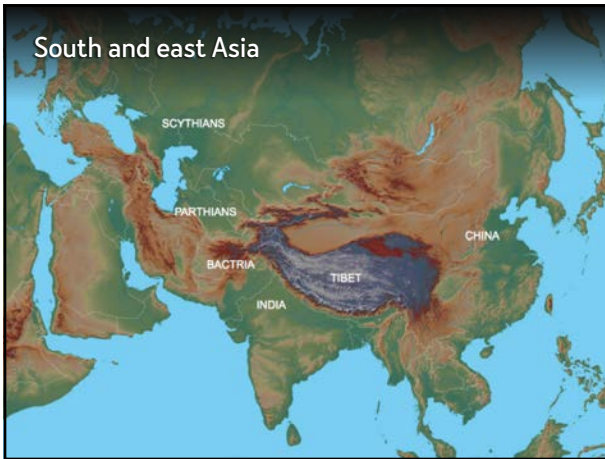 South and east Asia
SCYTHIANS
PARTHIANS
CHINA
BACTRIA
TIBET
INDIA